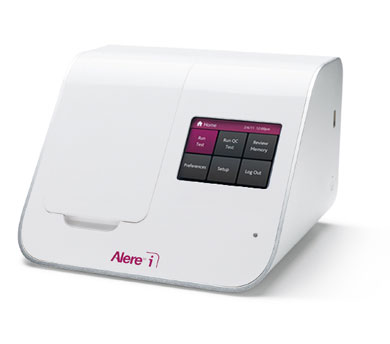 Home
Run Test
Run QC Test
Review Memory
Preferences
Setup
Log Out
Alere i